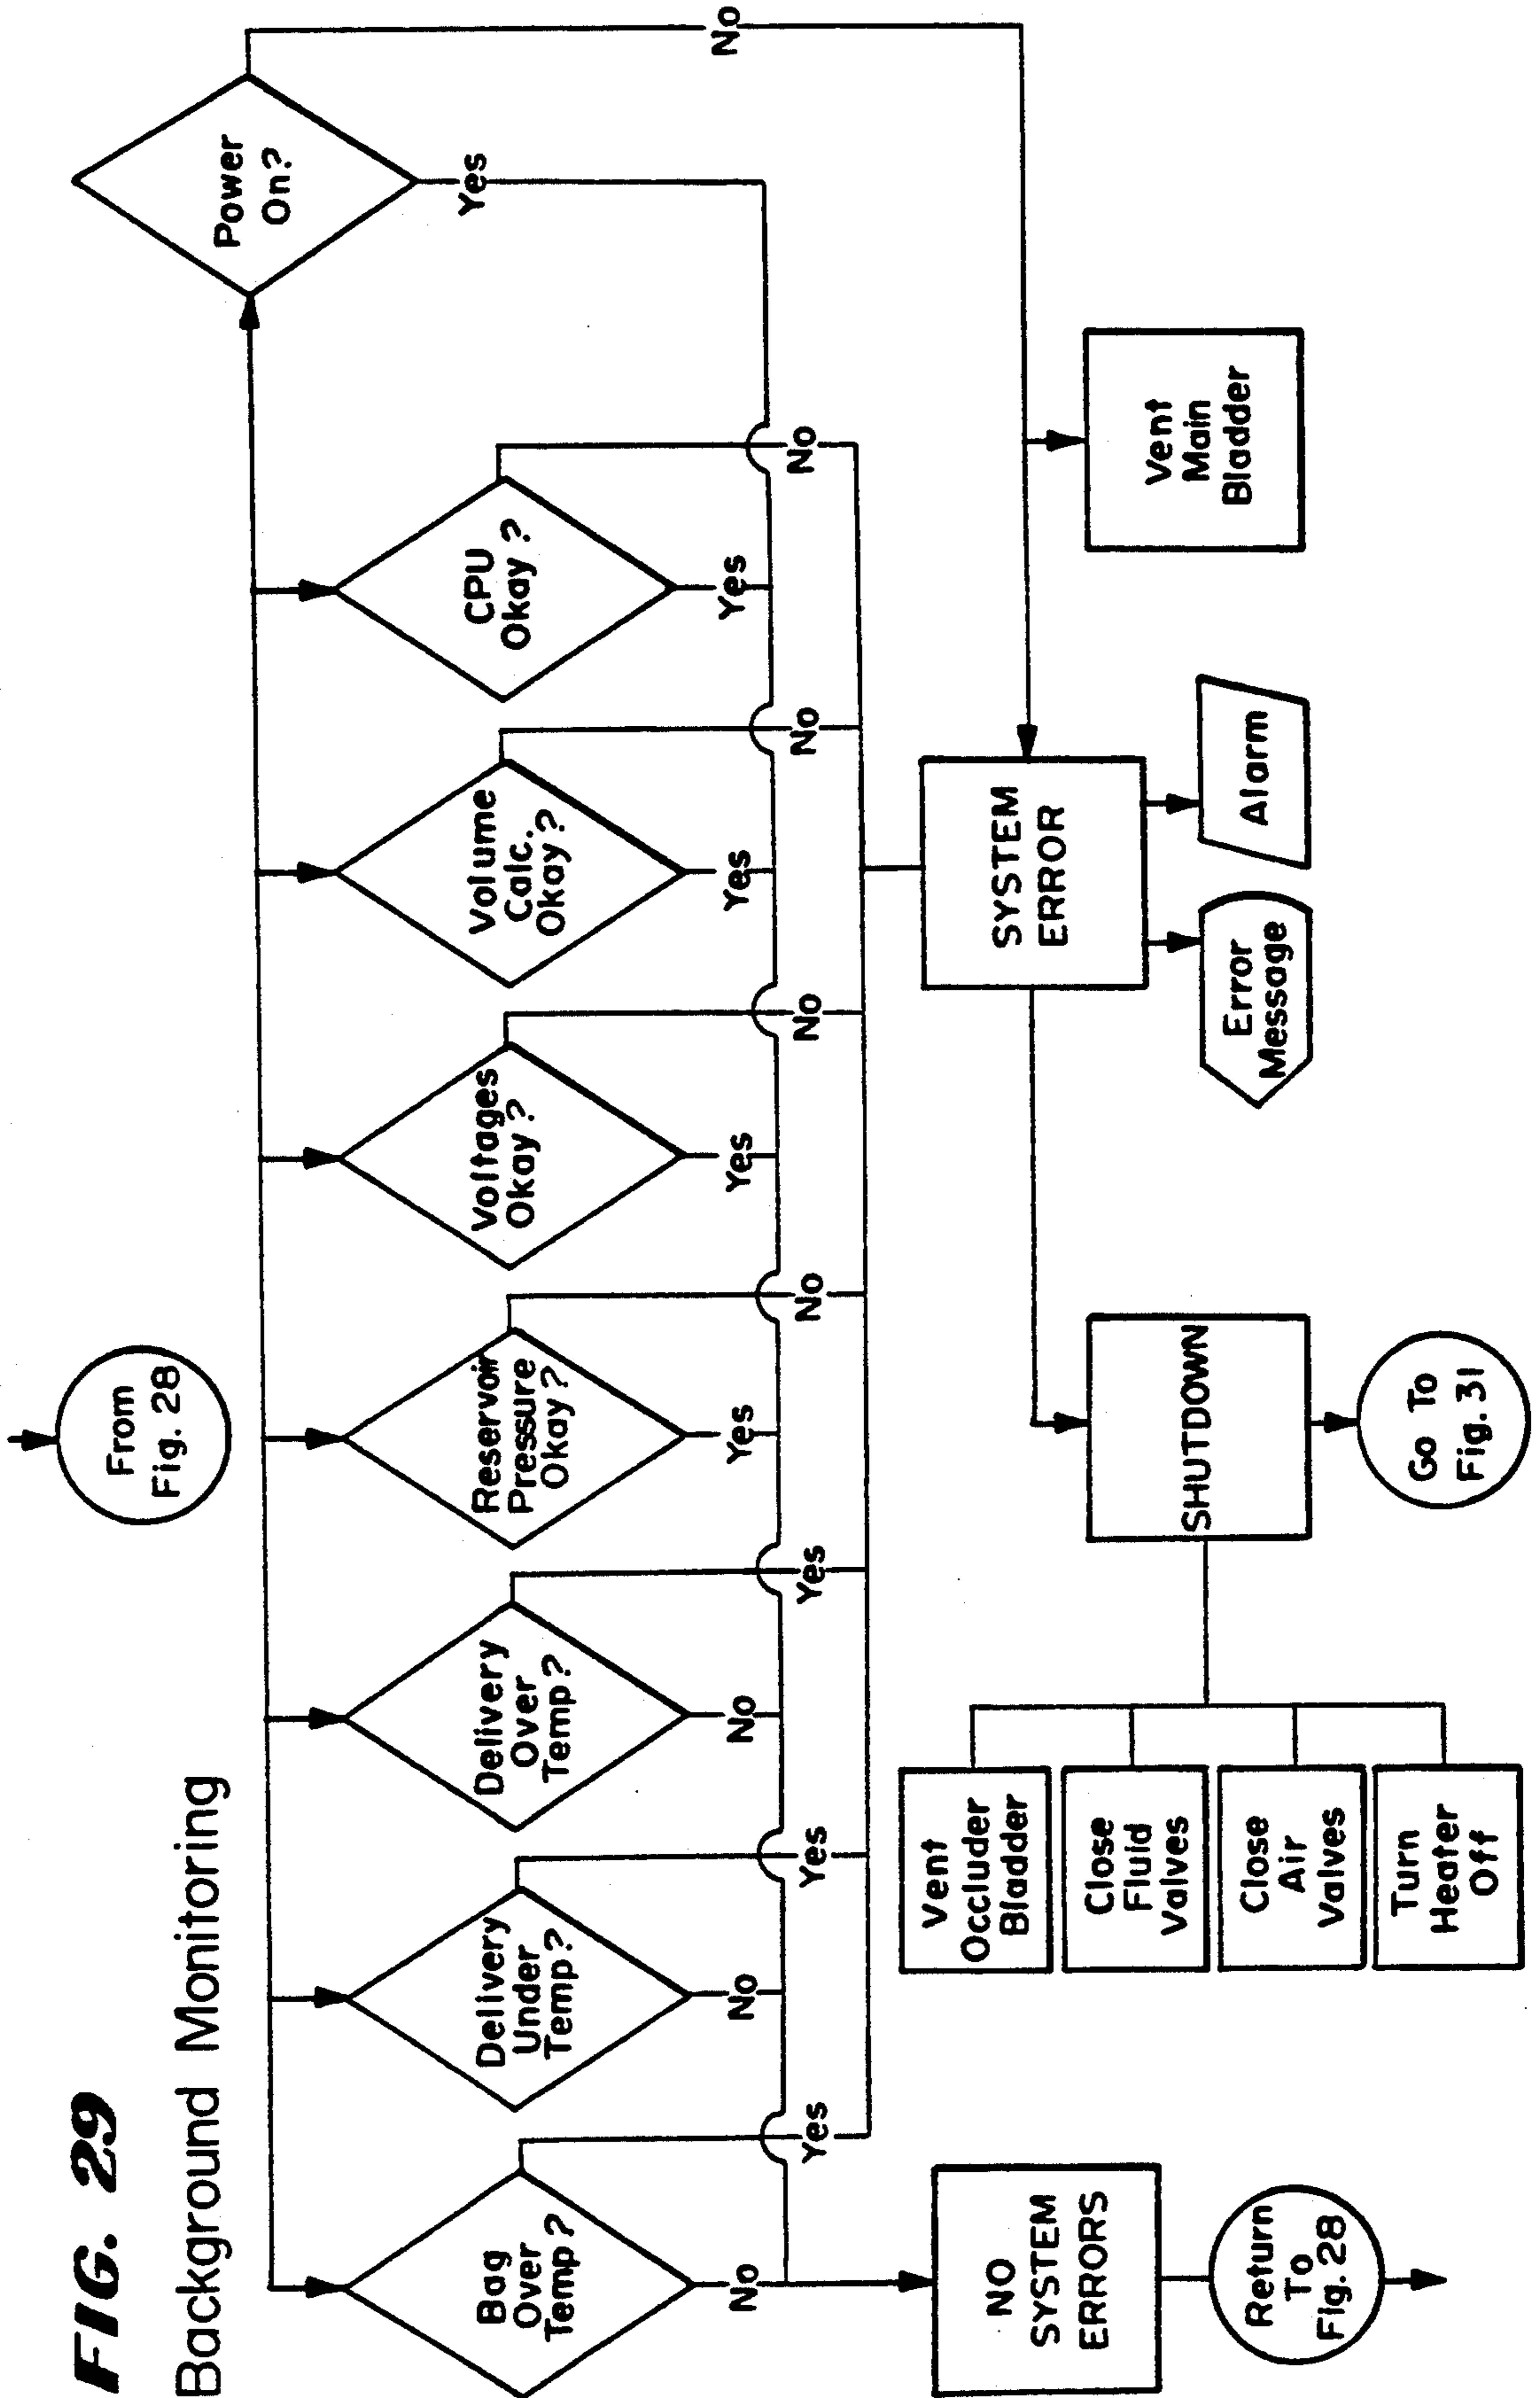 FIG. 29
Background Monitoring
From
Fig. 28
Bag
Over
Temp?
Delivery
Under
Temp?
Delivery
Over
Temp?
Reservoir
Pressure
Okay?
Voltages
Okay?
Volume
Calc.
Okay?
CPU
Okay?
Power
On?
No
Yes
No
Yes
No
Yes
Yes
No
Yes
No
Yes
No
Yes
No
Yes
No
NO
SYSTEM
ERRORS
Return
To
Fig. 28
Vent
Occluder
Bladder
Close
Fluid
Valves
Close
Air
Valves
Turn
Heater
Off
SHUTDOWN
Go To
Fig. 31
SYSTEM
ERROR
Error
Message
Alarm
Vent
Main
Bladder